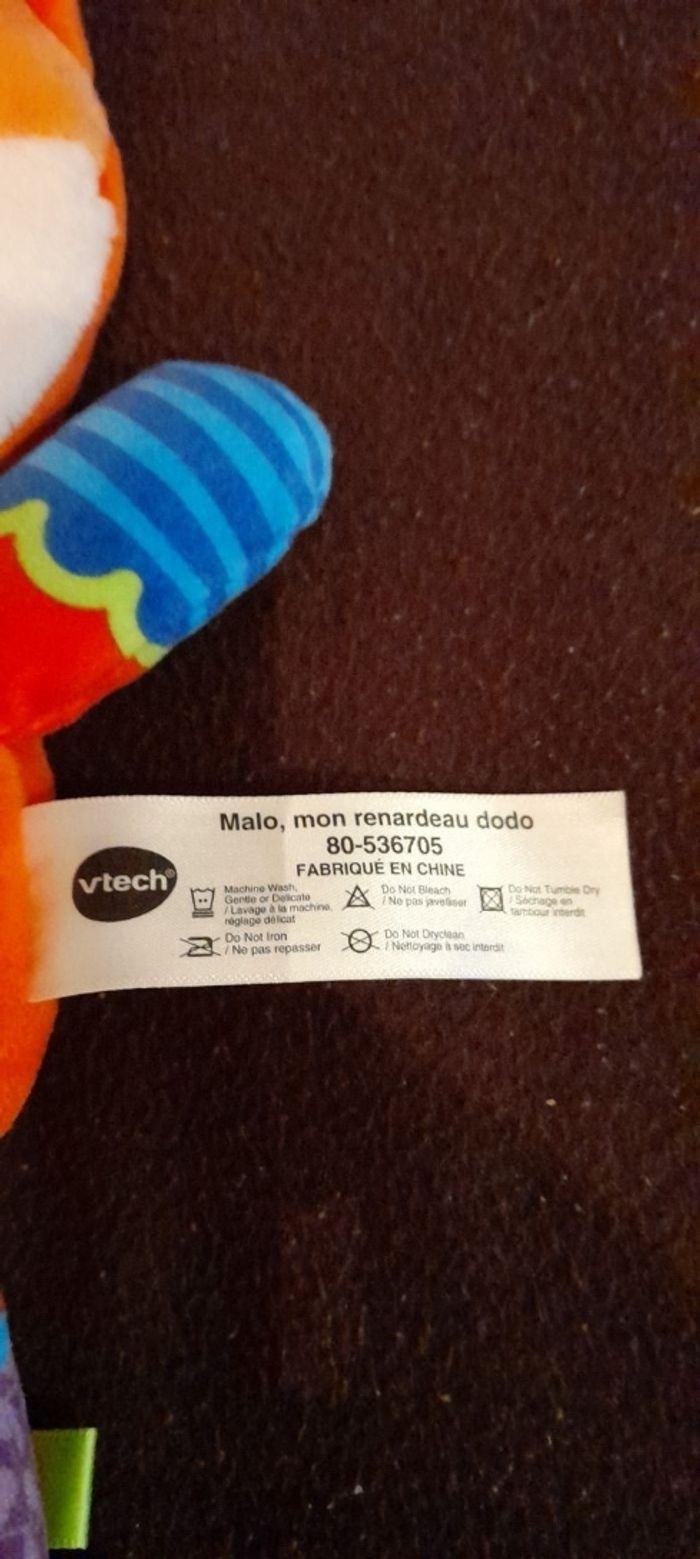 Malo, mon renardeau dodo
80-536705
FABRIQUÉ EN CHINE
vtech®
Machine Wash,
Gentle or Delicate
/ Lavage à la machine,
réglage délicat
Do Not Bleach
/ Ne pas javelliser
Do Not Tumble Dry
/ Séchage en
tambour interdit
Do Not Iron
/ Ne pas repasser
Do Not Dryclean
/ Nettoyage à sec interdit